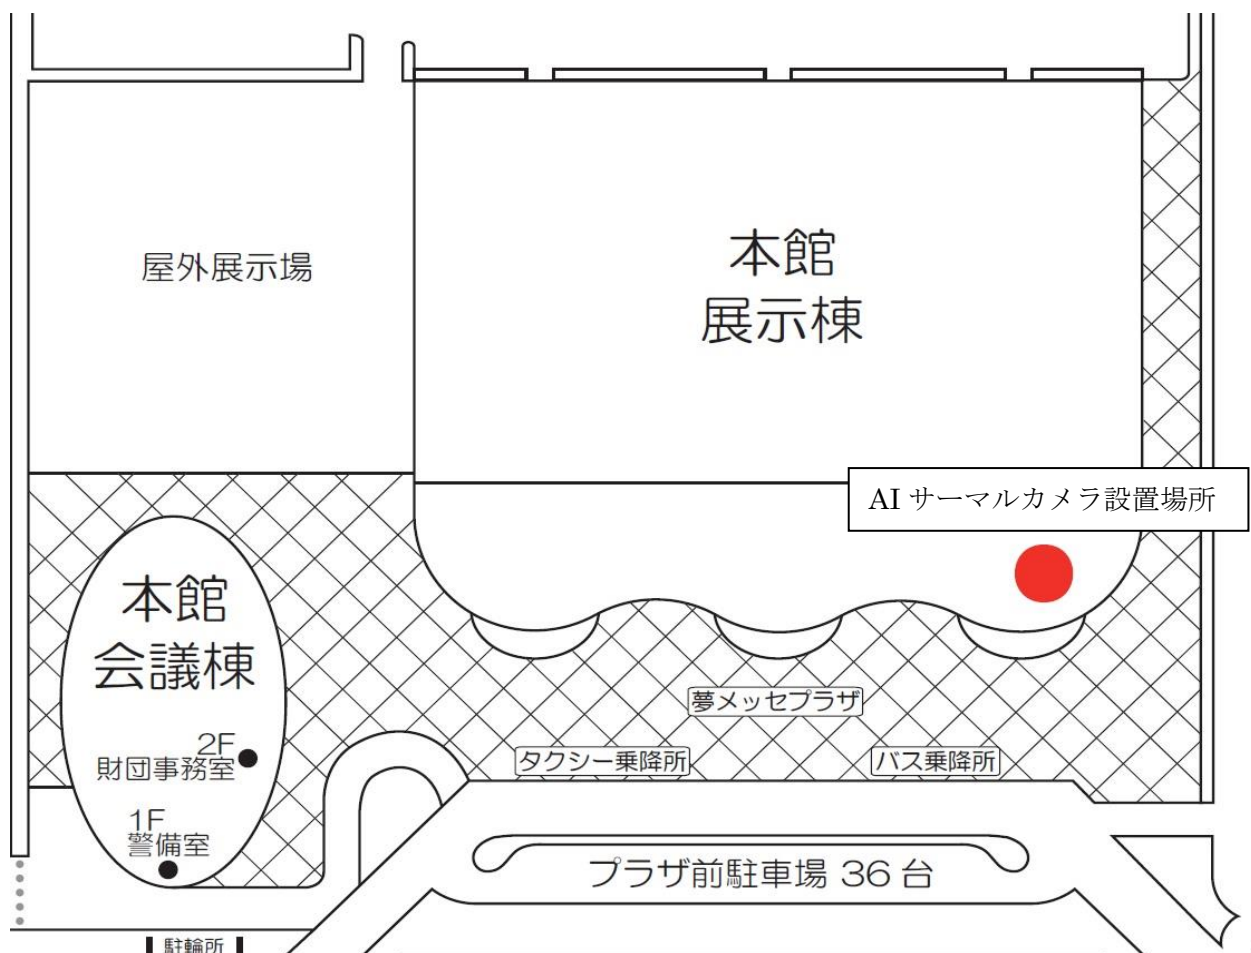 本館
展示棟
屋外展示場
AI サーマルカメラ設置場所
本館
会議棟
2F
財団事務室
1F
警備室
夢メッセプラザ
タクシー乗降所
バス乗降所
プラザ前駐車場 36 台
駐輪所